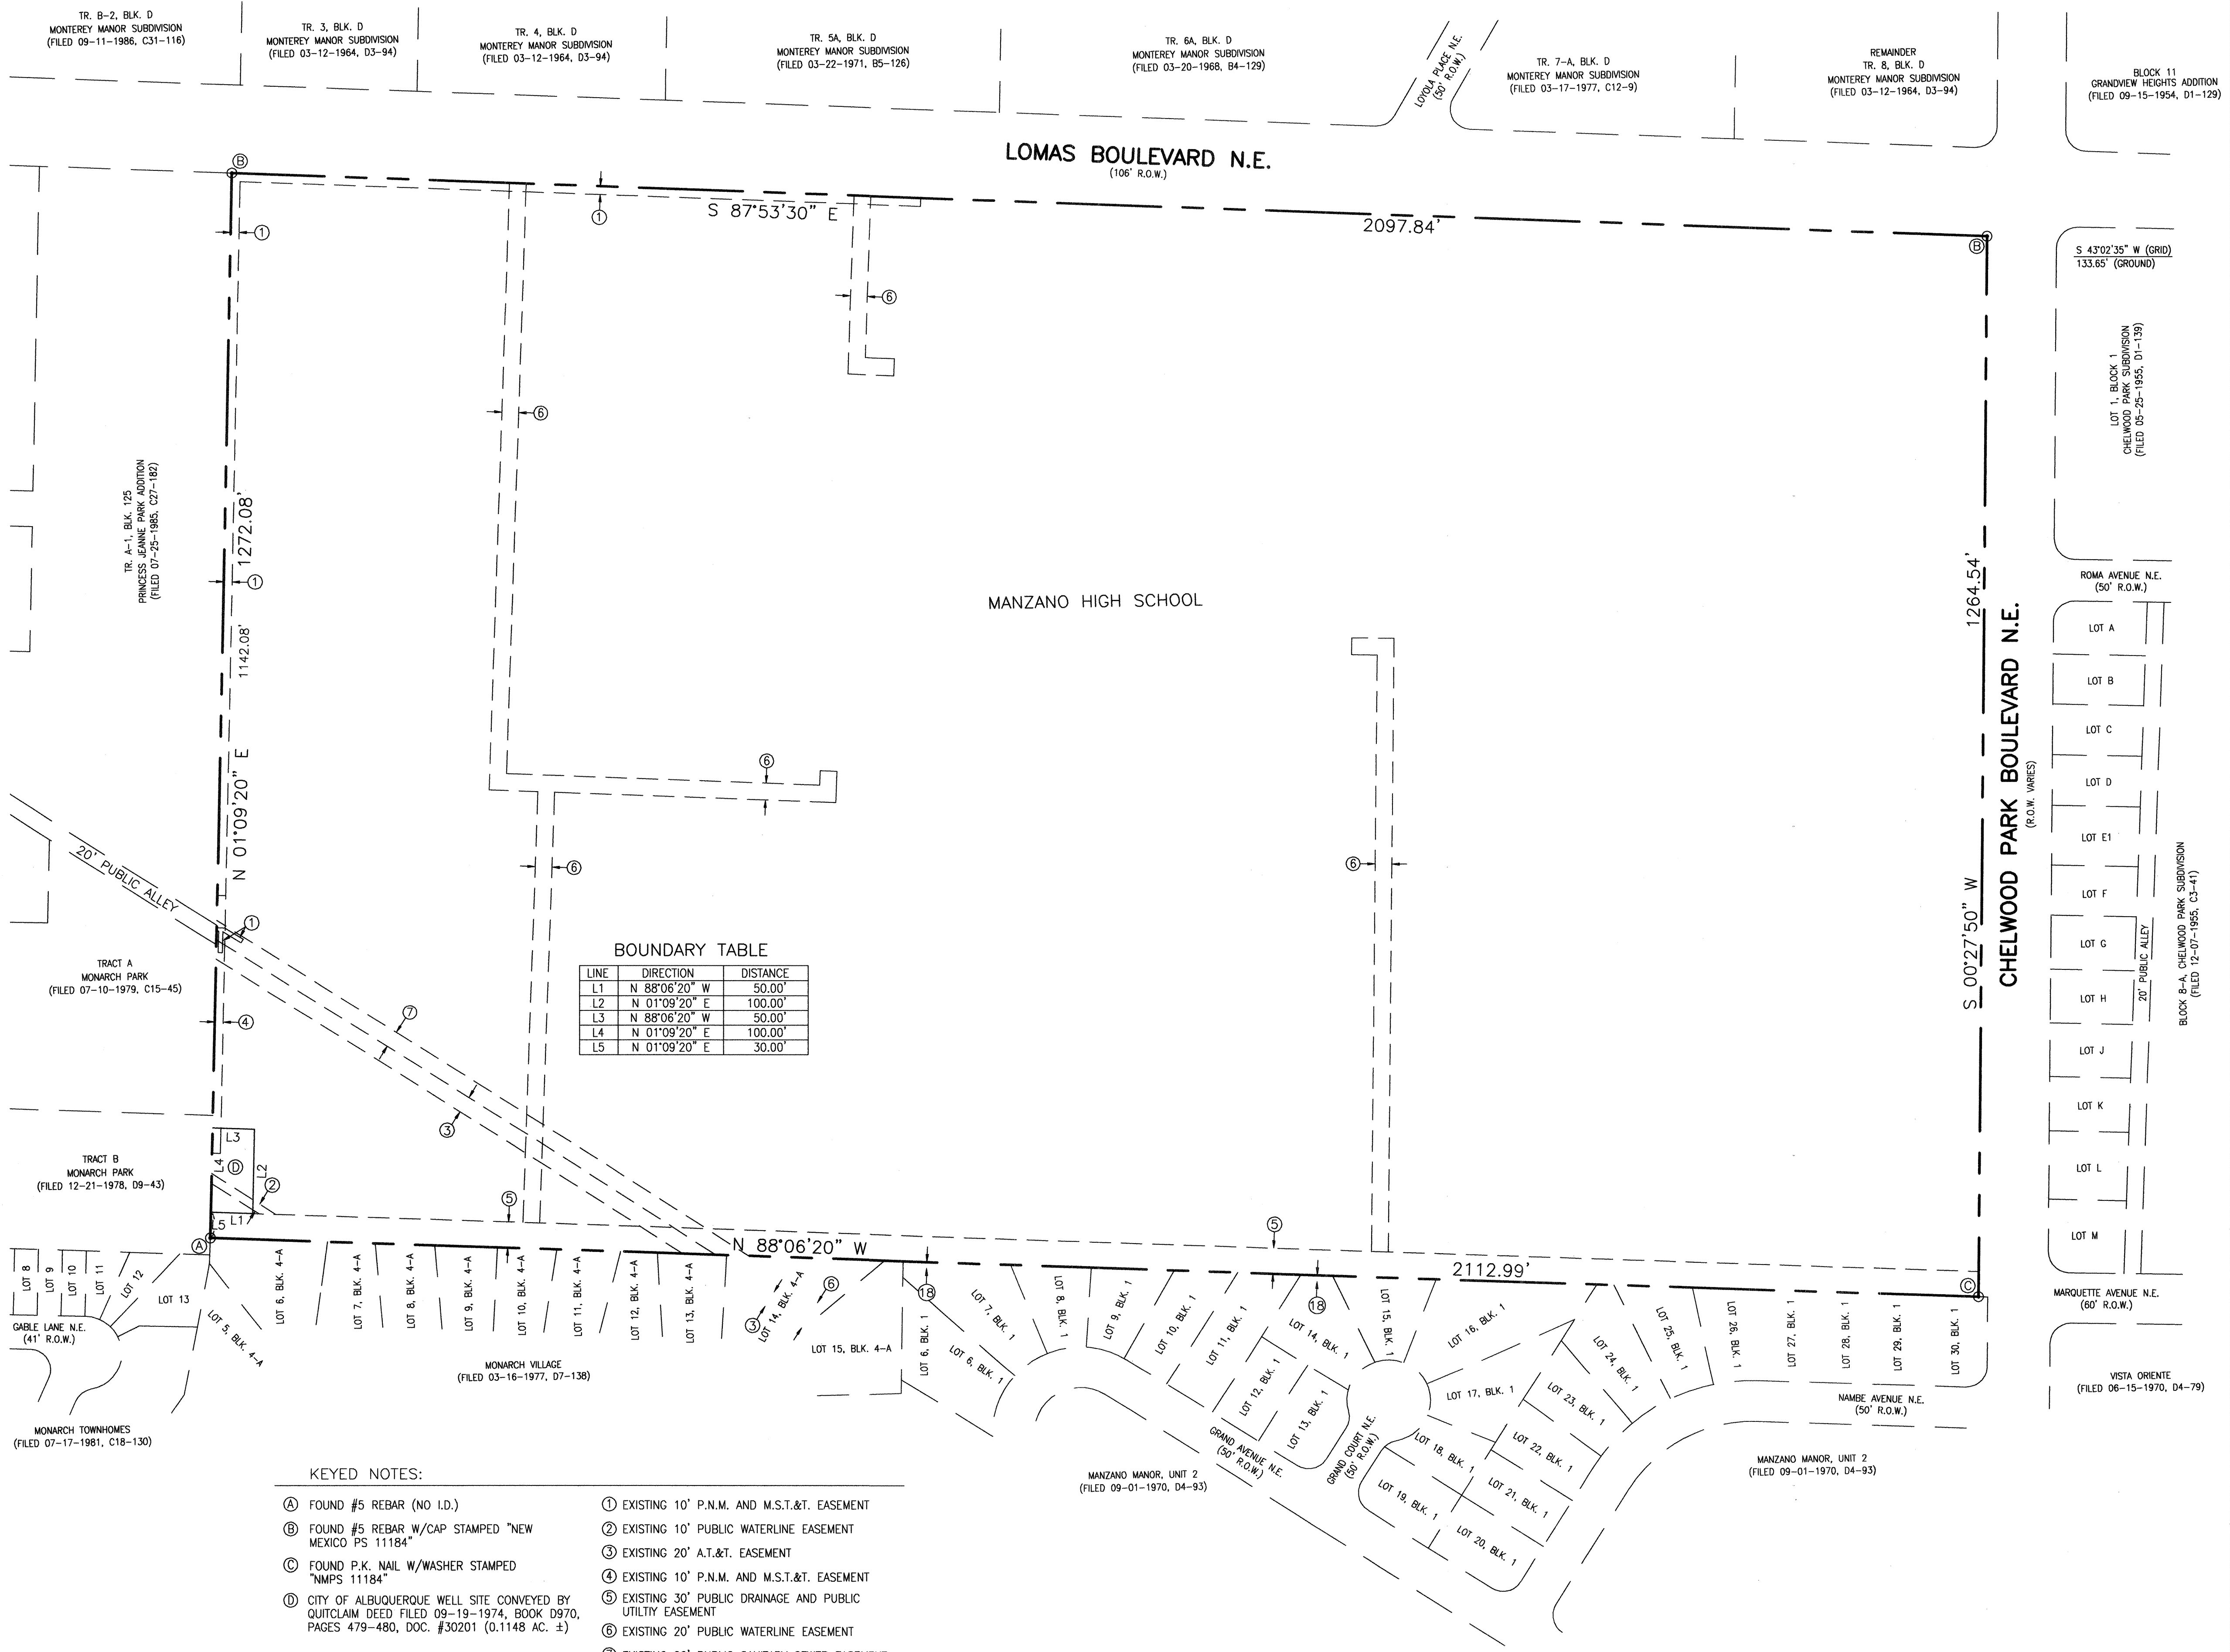 TR. B-2, BLK. D
MONTEREY MANOR SUBDIVISION
(FILED 09-11-1986, C31-116)
TR. 3, BLK. D
MONTEREY MANOR SUBDIVISION
(FILED 03-12-1964, D3-94)
TR. 4, BLK. D
MONTEREY MANOR SUBDIVISION
(FILED 03-12-1964, D3-94)
TR. 5A, BLK. D
MONTEREY MANOR SUBDIVISION
(FILED 03-22-1971, B5-126)
TR. 6A, BLK. D
MONTEREY MANOR SUBDIVISION
(FILED 03-20-1968, B4-129)
LOYOLA PLACE N.E.
(50' R.O.W.)
TR. 7-A, BLK. D
MONTEREY MANOR SUBDIVISION
(FILED 03-17-1977, C12-9)
REMAINDER
TR. 8, BLK. D
MONTEREY MANOR SUBDIVISION
(FILED 03-12-1964, D3-94)
BLOCK 11
GRANDVIEW HEIGHTS ADDITION
(FILED 09-15-1954, D1-129)
LOMAS BOULEVARD N.E.
(106' R.O.W.)
B
1
1
S 87°53'30" E
2097.84'
B
S 43°02'35" W (GRID)
133.65' (GROUND)
6
6
LOT 1, BLOCK 1
CHELWOOD PARK SUBDIVISION
(FILED 05-25-1955, D1-139)
TR. A-1, BLK. 125
PRINCESS JEANNE PARK ADDITION
(FILED 07-25-1985, C27-182)
1272.08'
1
1142.08'
N 01°09'20" E
MANZANO HIGH SCHOOL
6
6
6
1264.54'
S 00°27'50" W
CHELWOOD PARK BOULEVARD N.E.
(R.O.W. VARIES)
ROMA AVENUE N.E.
(50' R.O.W.)
LOT A
LOT B
LOT C
LOT D
LOT E1
LOT F
LOT G
LOT H
LOT J
LOT K
LOT L
LOT M
20' PUBLIC ALLEY
BLOCK 8-A, CHELWOOD PARK SUBDIVISION
(FILED 12-07-1955, C3-41)
20' PUBLIC ALLEY
1
TRACT A
MONARCH PARK
(FILED 07-10-1979, C15-45)
4
7
3
BOUNDARY TABLE
LINE DIRECTION DISTANCE
L1 N 88°06'20" W 50.00'
L2 N 01°09'20" E 100.00'
L3 N 88°06'20" W 50.00'
L4 N 01°09'20" E 100.00'
L5 N 01°09'20" E 30.00'
TRACT B
MONARCH PARK
(FILED 12-21-1978, D9-43)
L3
L4
D
L2
2
L1
L5
A
5
N 88°06'20" W
5
2112.99'
C
18
18
MARQUETTE AVENUE N.E.
(60' R.O.W.)
LOT 8
LOT 9
LOT 10
LOT 11
LOT 12
LOT 13
LOT 5, BLK. 4-A
LOT 6, BLK. 4-A
LOT 7, BLK. 4-A
LOT 8, BLK. 4-A
LOT 9, BLK. 4-A
LOT 10, BLK. 4-A
LOT 11, BLK. 4-A
LOT 12, BLK. 4-A
LOT 13, BLK. 4-A
3
LOT 14, BLK. 4-A
6
LOT 15, BLK. 4-A
LOT 6, BLK. 1
LOT 6, BLK. 1
LOT 7, BLK. 1
LOT 8, BLK. 1
LOT 9, BLK. 1
LOT 10, BLK. 1
LOT 11, BLK. 1
LOT 12, BLK. 1
LOT 13, BLK. 1
LOT 14, BLK. 1
LOT 15, BLK. 1
LOT 16, BLK. 1
LOT 17, BLK. 1
LOT 18, BLK. 1
LOT 19, BLK. 1
LOT 20, BLK. 1
LOT 21, BLK. 1
LOT 22, BLK. 1
LOT 23, BLK. 1
LOT 24, BLK. 1
LOT 25, BLK. 1
LOT 26, BLK. 1
LOT 27, BLK. 1
LOT 28, BLK. 1
LOT 29, BLK. 1
LOT 30, BLK. 1
GABLE LANE N.E.
(41' R.O.W.)
MONARCH VILLAGE
(FILED 03-16-1977, D7-138)
MONARCH TOWNHOMES
(FILED 07-17-1981, C18-130)
GRAND AVENUE N.E.
(50' R.O.W.)
GRAND COURT N.E.
(50' R.O.W.)
NAMBE AVENUE N.E.
(50' R.O.W.)
VISTA ORIENTE
(FILED 06-15-1970, D4-79)
MANZANO MANOR, UNIT 2
(FILED 09-01-1970, D4-93)
MANZANO MANOR, UNIT 2
(FILED 09-01-1970, D4-93)
KEYED NOTES:
A FOUND #5 REBAR (NO I.D.)
B FOUND #5 REBAR W/CAP STAMPED "NEW
MEXICO PS 11184"
C FOUND P.K. NAIL W/WASHER STAMPED
"NMPS 11184"
D CITY OF ALBUQUERQUE WELL SITE CONVEYED BY
QUITCLAIM DEED FILED 09-19-1974, BOOK D970,
PAGES 479-480, DOC. #30201 (0.1148 AC. ±)
1 EXISTING 10' P.N.M. AND M.S.T.&T. EASEMENT
2 EXISTING 10' PUBLIC WATERLINE EASEMENT
3 EXISTING 20' A.T.&T. EASEMENT
4 EXISTING 10' P.N.M. AND M.S.T.&T. EASEMENT
5 EXISTING 30' PUBLIC DRAINAGE AND PUBLIC
UTILTIY EASEMENT
6 EXISTING 20' PUBLIC WATERLINE EASEMENT